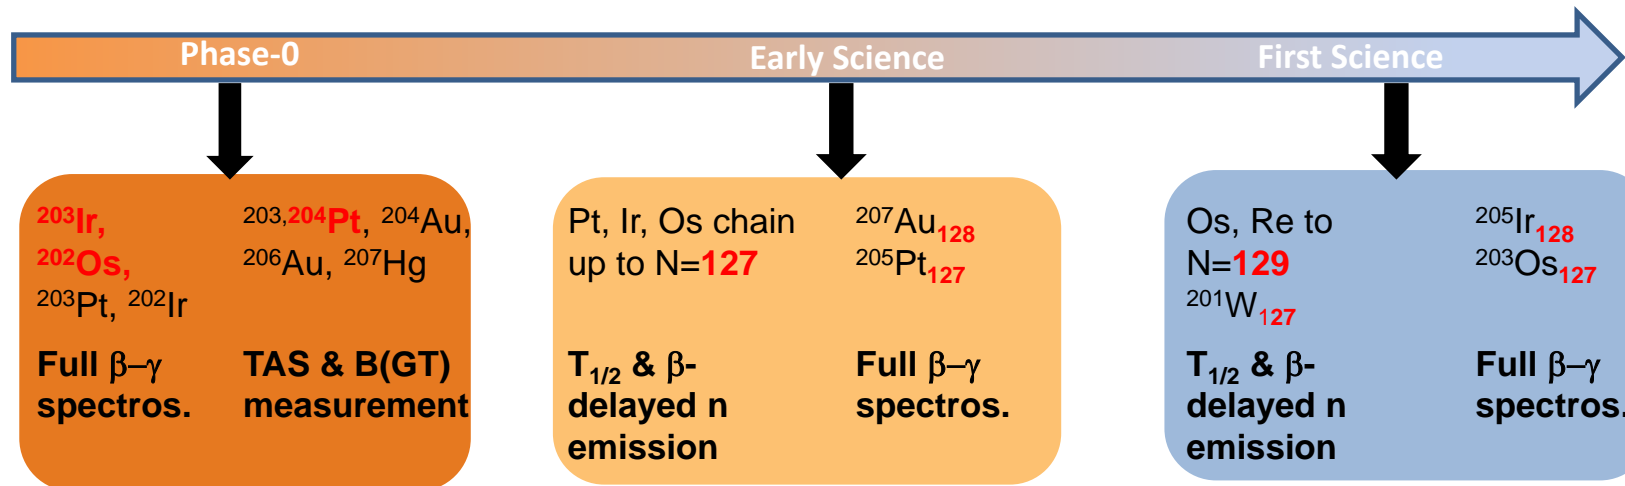 Phase-0
Early Science
First Science
²⁰³Ir,
²⁰²Os,
²⁰³Pt, ²⁰²Ir
Full β–γ
spectros.
²⁰³,²⁰⁴Pt, ²⁰⁴Au,
²⁰⁶Au, ²⁰⁷Hg
TAS & B(GT)
measurement
Pt, Ir, Os chain
up to N=127
T₁/₂ & β-
delayed n
emission
²⁰⁷Au₁₂₈
²⁰⁵Pt₁₂₇
Full β–γ
spectros.
Os, Re to
N=129
²⁰¹W₁₂₇
T₁/₂ & β-
delayed n
emission
²⁰⁵Ir₁₂₈
²⁰³Os₁₂₇
Full β–γ
spectros.